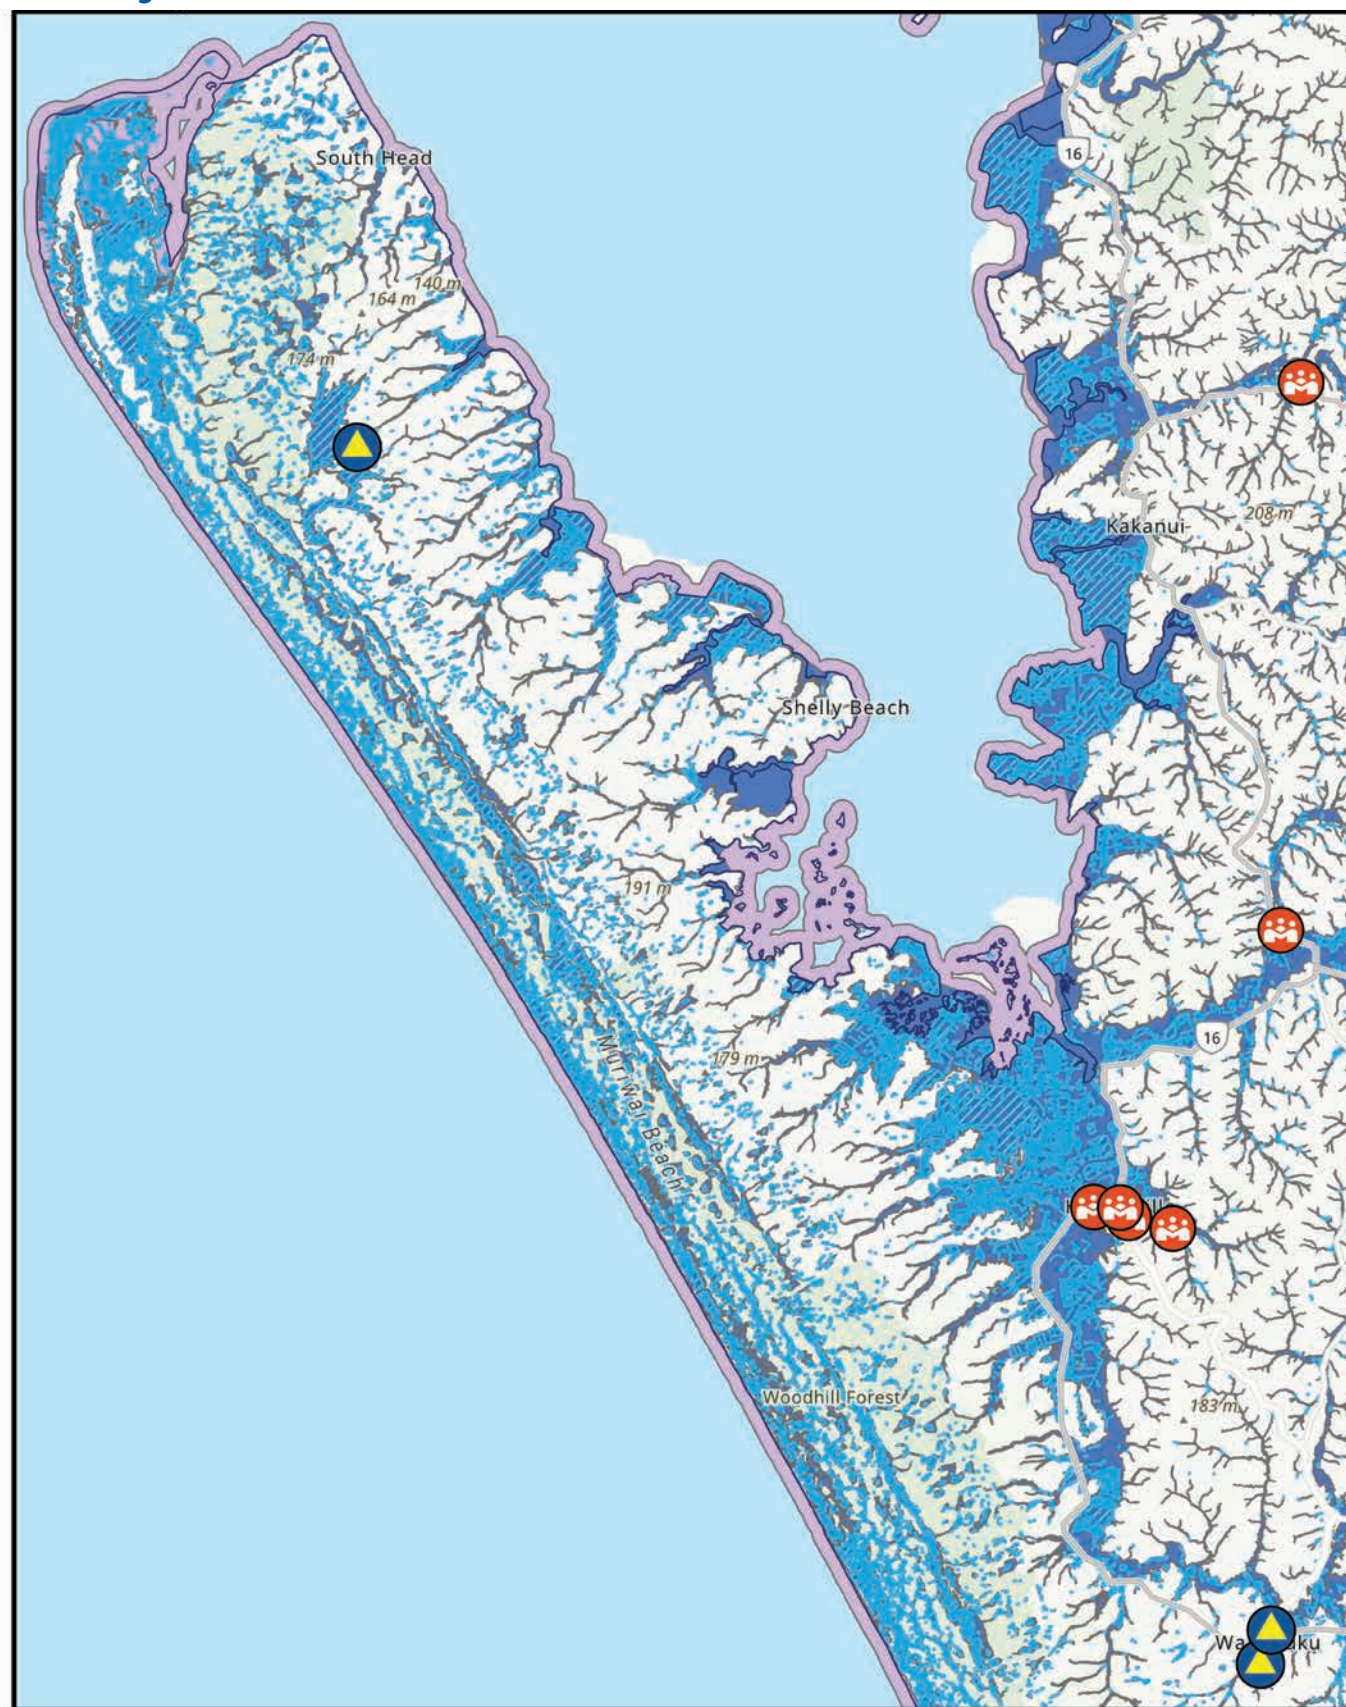 South Head
16
140 m
164 m
174 m
208 m
Kakanui
Shelly Beach
191 m
16
179 m
Muriwai Beach
Woodhill Forest
183 m